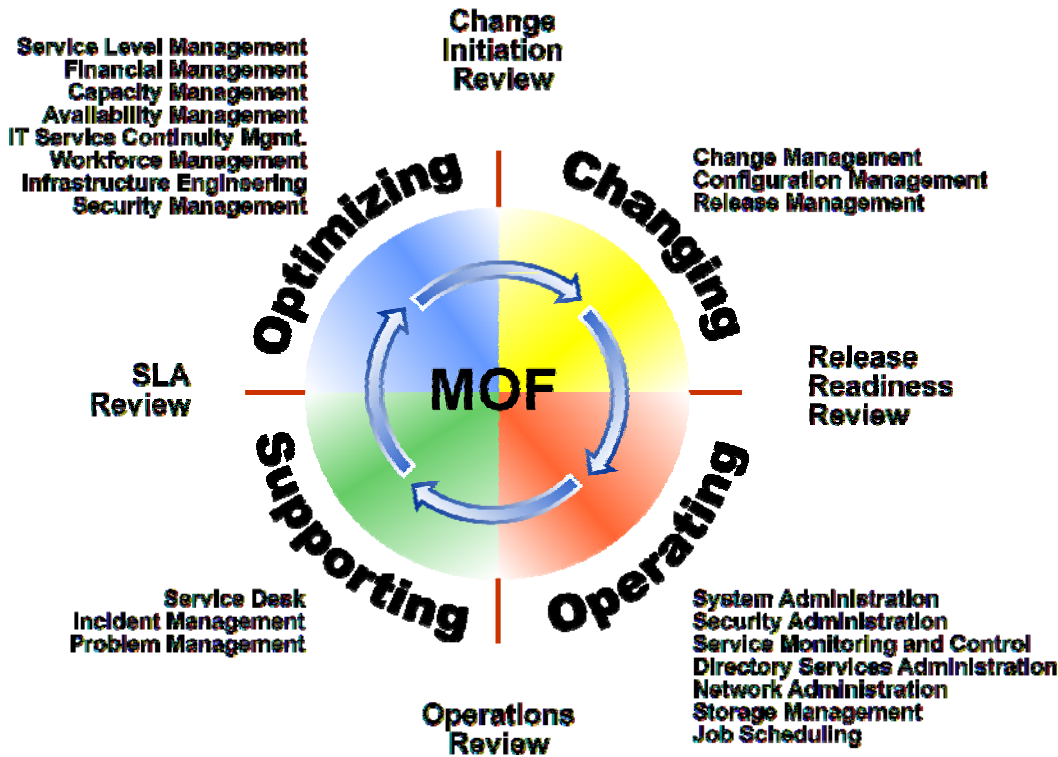 Change
Initiation
Review
Service Level Management
Financial Management
Capacity Management
Availability Management
IT Service Continuity Mgmt.
Workforce Management
Infrastructure Engineering
Security Management
Optimizing
Changing
Change Management
Configuration Management
Release Management
SLA
Review
MOF
Release
Readiness
Review
Supporting
Operating
Service Desk
Incident Management
Problem Management
System Administration
Security Administration
Service Monitoring and Control
Directory Services Administration
Network Administration
Storage Management
Job Scheduling
Operations
Review